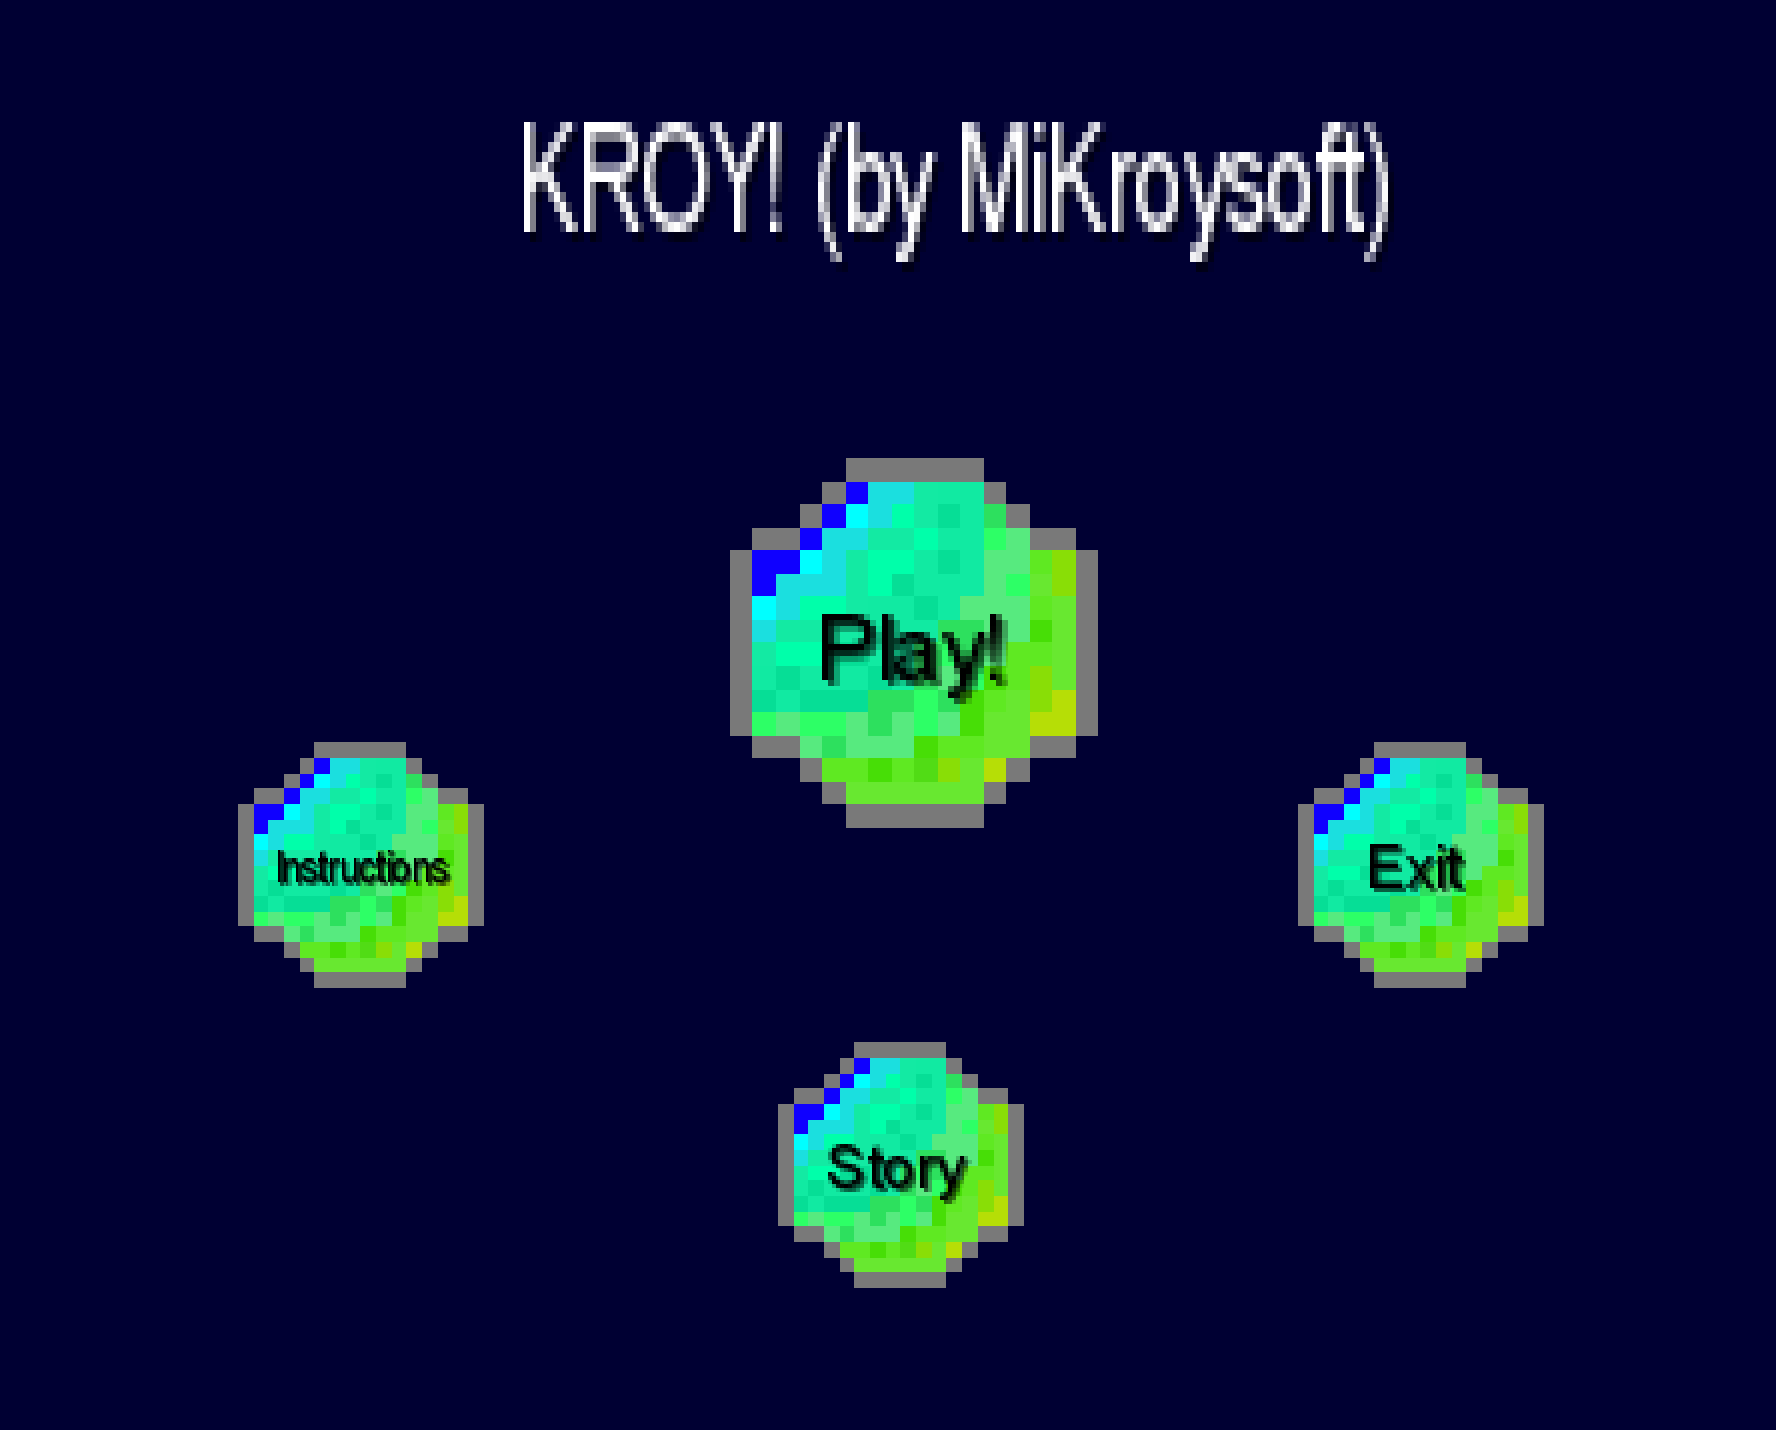 KROY! (by MiKroysoft)
Play!
Instructions
Exit
Story